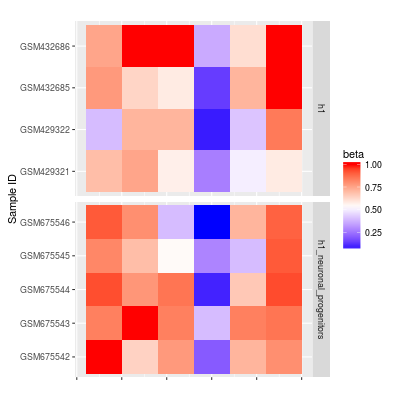 GSM432686
GSM432685
GSM429322
GSM429321
h1
GSM675546
GSM675545
GSM675544
GSM675543
GSM675542
h1_neuronal_progenitors
Sample ID
beta
1.00
0.75
0.50
0.25